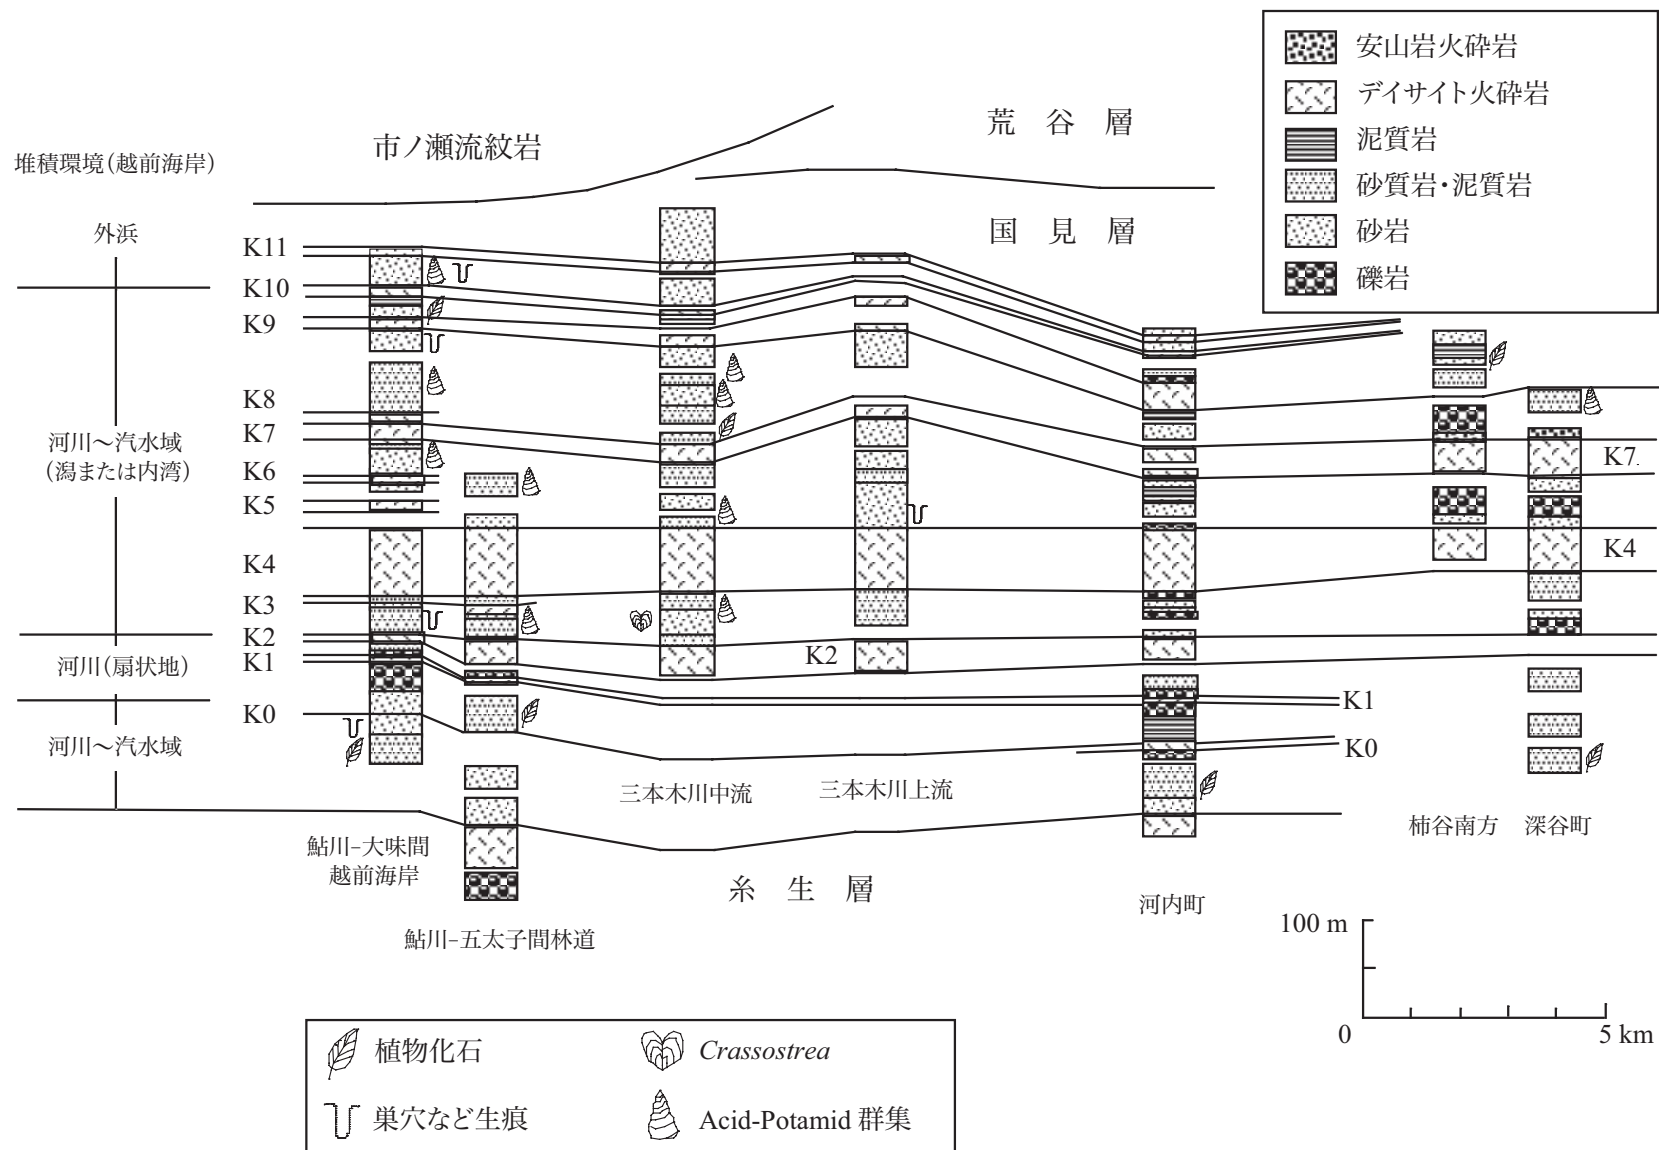 安山岩火砕岩
デイサイト火砕岩
泥質岩
砂質岩・泥質岩
砂岩
礫岩
荒谷層
市ノ瀬流紋岩
堆積環境(越前海岸)
国見層
外浜
K11
K10
K9
K8
K7
K6
K5
K4
K3
K2
K1
K0
河川〜汽水域
(潟または内湾)
河川(扇状地)
河川〜汽水域
K7.
K4
K2
K1
K0
三本木川中流
三本木川上流
柿谷南方
深谷町
鮎川−大味間
越前海岸
糸生層
河内町
鮎川−五太子間林道
100 m
0
5 km
植物化石
Crassostrea
巣穴など生痕
Acid-Potamid 群集